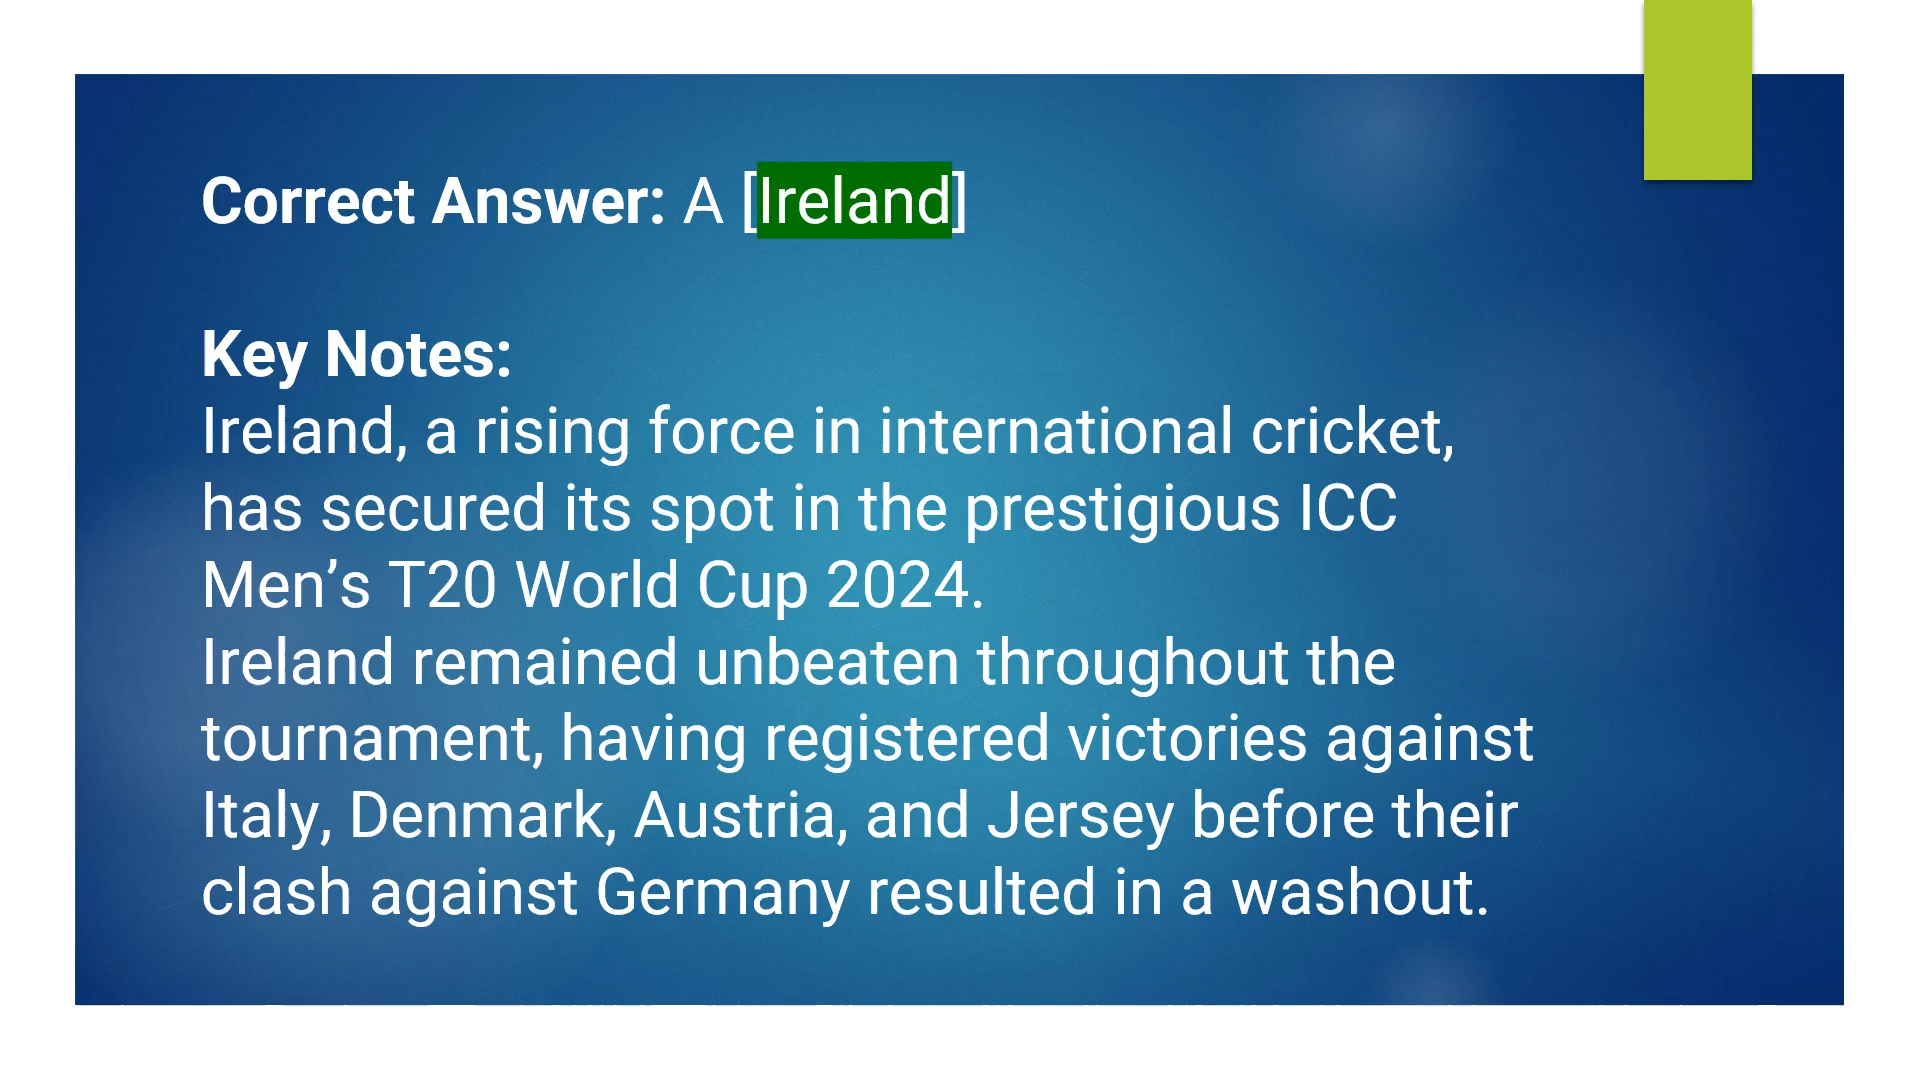 Correct Answer: A [Ireland]
Key Notes:
Ireland, a rising force in international cricket,
has secured its spot in the prestigious ICC
Men’s T20 World Cup 2024.
Ireland remained unbeaten throughout the
tournament, having registered victories against
Italy, Denmark, Austria, and Jersey before their
clash against Germany resulted in a washout.